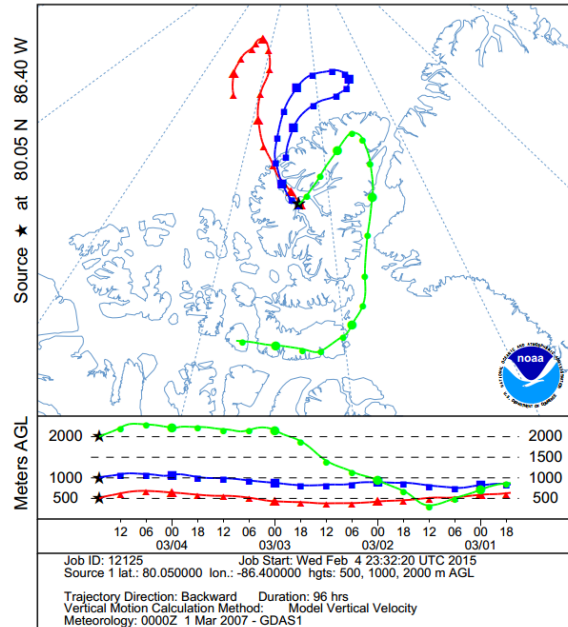 Source ★ at 80.05 N 86.40 W
noaa
Meters AGL
2000 2000
1500
1000 1000
500 500
12 06 00 18 12 06 00 18 12 06 00 18 12 06 00 18
03/04 03/03 03/02 03/01
Job ID: 12125 Job Start: Wed Feb 4 23:32:20 UTC 2015
Source 1 lat.: 80.050000 lon.: -86.400000 hgts: 500, 1000, 2000 m AGL
Trajectory Direction: Backward Duration: 96 hrs
Vertical Motion Calculation Method: Model Vertical Velocity
Meteorology: 0000Z 1 Mar 2007 - GDAS1